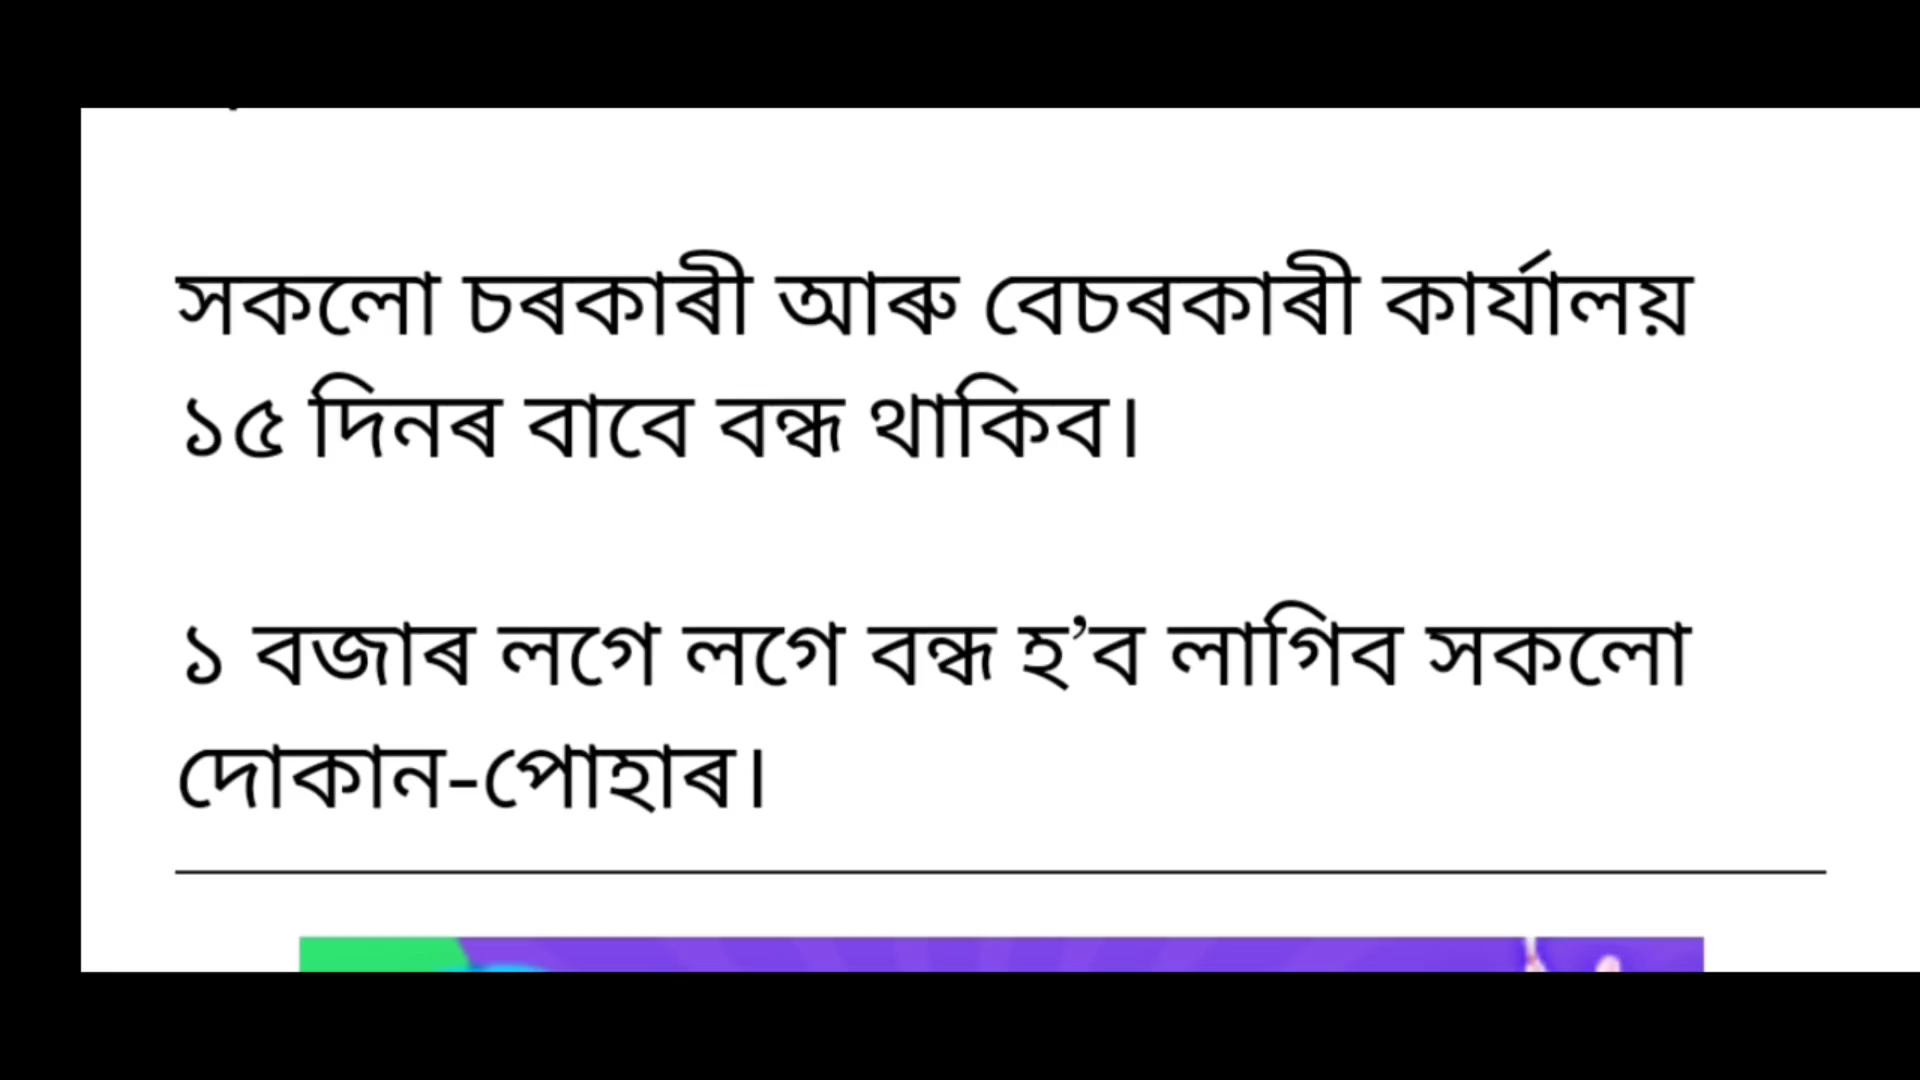 সকলো চৰকাৰী আৰু বেচৰকাৰী কাৰ্যালয়
১৫ দিনৰ বাবে বন্ধ থাকিব।
১ বজাৰ লগে লগে বন্ধ হ’ব লাগিব সকলো
দোকান-পোহাৰ।